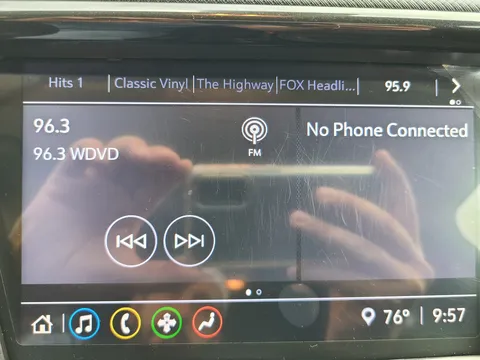 Hits 1 Classic Vinyl The Highway FOX Headli... 95.9
96.3
96.3 WDVD
FM
No Phone Connected
76° 9:57